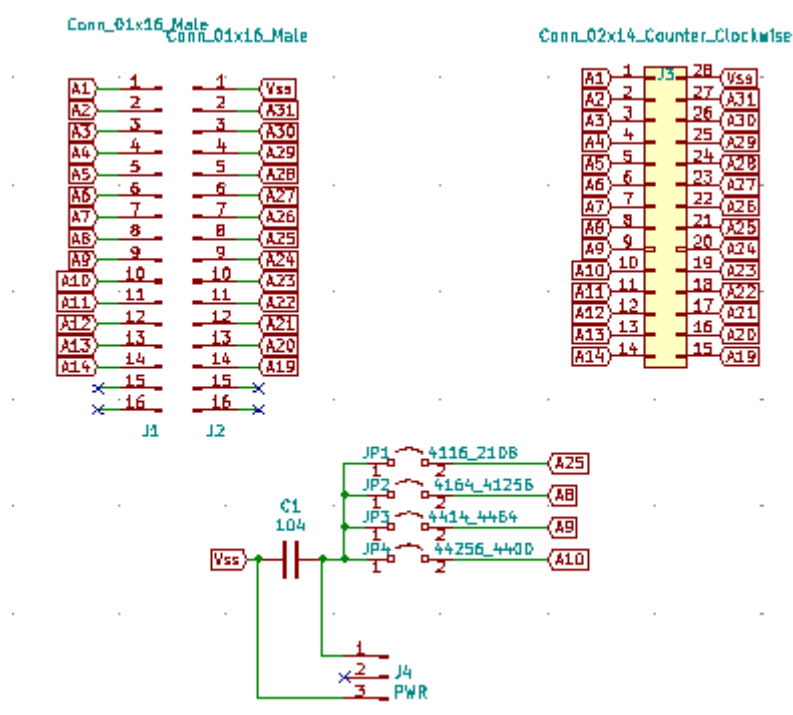 Conn_01x16_Male
Conn_01x16_Male
Conn_02x14_Counter_Clockwise
A1 1 1 Vss
A2 2 2 A31
A3 3 3 A30
A4 4 4 A29
A5 5 5 A28
A6 6 6 A27
A7 7 7 A26
A8 8 8 A25
A9 9 9 A24
A10 10 10 A23
A11 11 11 A22
A12 12 12 A21
A13 13 13 A20
A14 14 14 A19
15 15
16 16
J1 J2
J3
A1 1 28 Vss
A2 2 27 A31
A3 3 26 A30
A4 4 25 A29
A5 5 24 A28
A6 6 23 A27
A7 7 22 A26
A8 8 21 A25
A9 9 20 A24
A10 10 19 A23
A11 11 18 A22
A12 12 17 A21
A13 13 16 A20
A14 14 15 A19
JP1 4116_2108
1 2 A25
JP2 4164_41256
1 2 A8
JP3 4414_4464
1 2 A9
JP4 44256_4400
1 2 A10
C1
104
Vss
1
2 J4
3 PWR